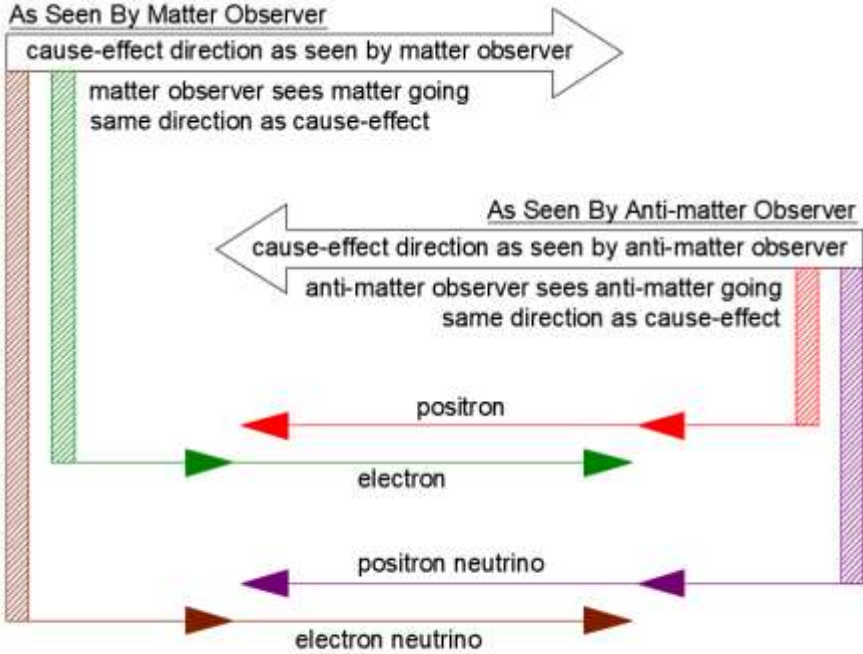 As Seen By Matter Observer
cause-effect direction as seen by matter observer
matter observer sees matter going
same direction as cause-effect
As Seen By Anti-matter Observer
cause-effect direction as seen by anti-matter observer
anti-matter observer sees anti-matter going
same direction as cause-effect
positron
electron
positron neutrino
electron neutrino